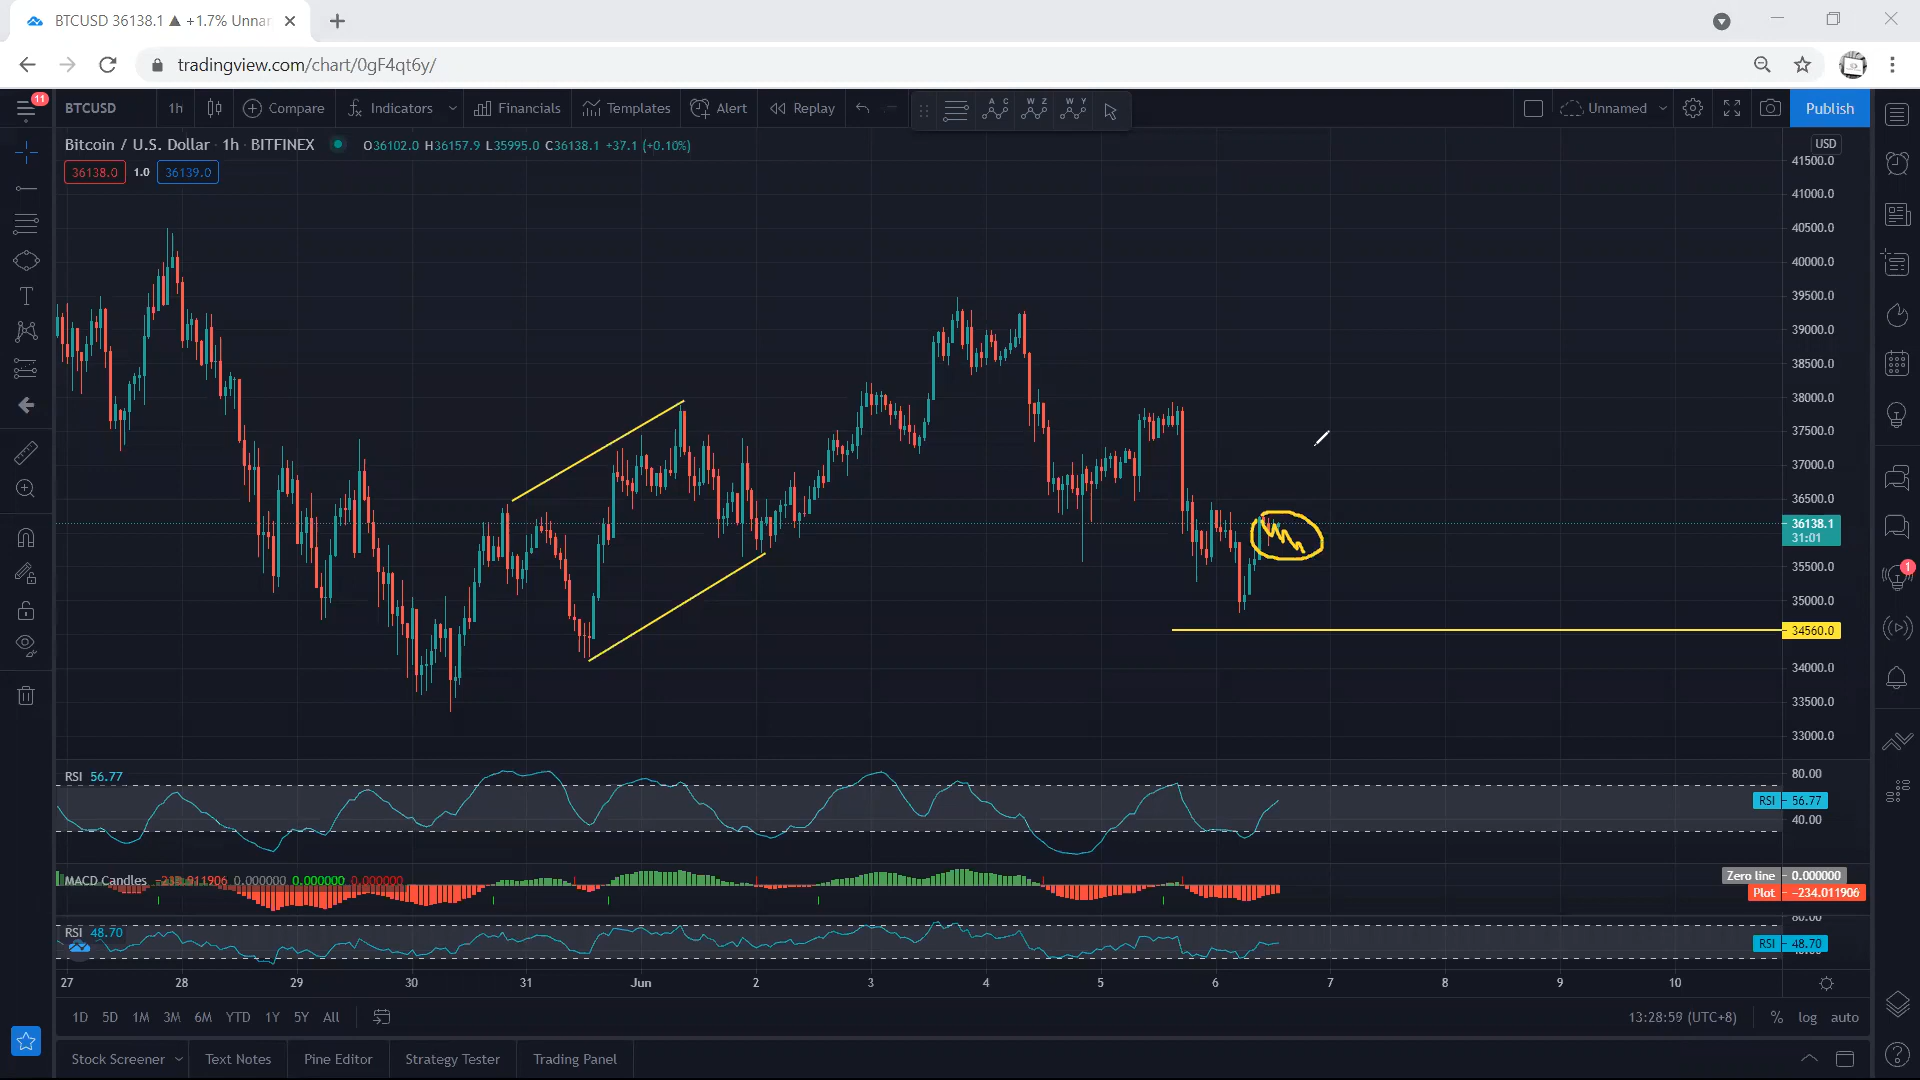 BTCUSD 36138.1 ▲ +1.7% Unnar
tradingview.com/chart/0gF4qt6y/
11
BTCUSD 1h Compare Indicators Financials Templates Alert Replay Unnamed Publish
A C W Z W Y
Bitcoin / U.S. Dollar · 1h · BITFINEX O36102.0 H36157.9 L35995.0 C36138.1 +37.1 (+0.10%)
36138.0 1.0 36139.0
USD
41500.0
41000.0
40500.0
40000.0
39500.0
39000.0
38500.0
38000.0
37500.0
37000.0
36500.0
36138.1
31:01
35500.0
35000.0
34560.0
34000.0
33500.0
33000.0
1
RSI 56.77
80.00
RSI 56.77
40.00
MACD Candles 0.000000 0.000000 0.000000
Zero line 0.000000
Plot −234.011906
80.00
RSI 48.70
RSI 48.70
27 28 29 30 31 Jun 2 3 4 5 6 7 8 9 10
1D 5D 1M 3M 6M YTD 1Y 5Y All 13:28:59 (UTC+8) % log auto
Stock Screener Text Notes Pine Editor Strategy Tester Trading Panel